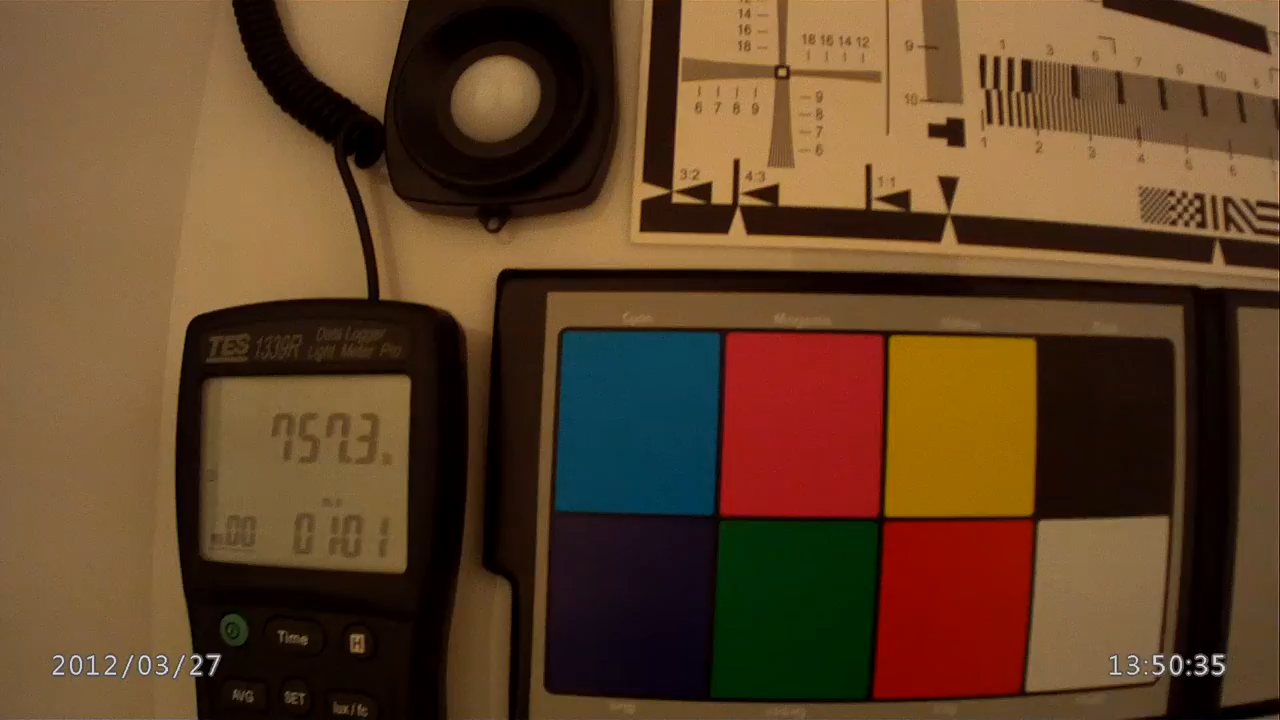 14
16
18
18 16 14 12
6 7 8 9
9
8
7
6
9
10
1 3 5 7 9 10
1 2 3 4 5 6
3:2
4:3
1:1
TES 1339R
Data Logger
Light Meter Pro
Magenta
757.3
00 0101
Time
H
AVG SET lux / fc
2012/03/27
13:50:35